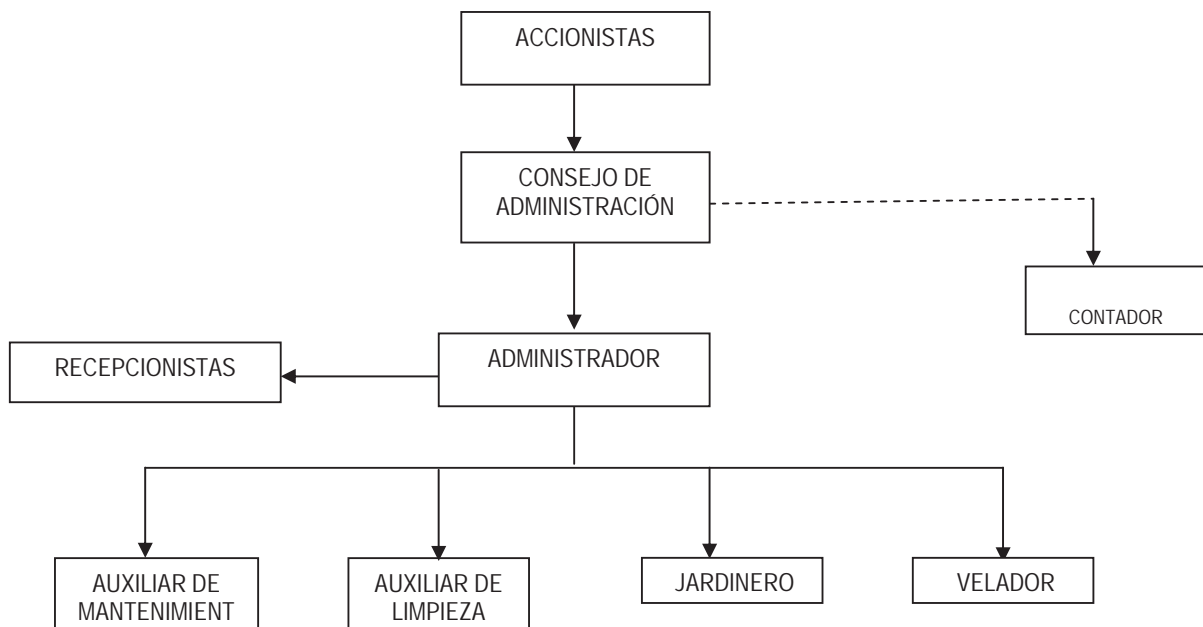 ACCIONISTAS
CONSEJO DE
ADMINISTRACIÓN
CONTADOR
RECEPCIONISTAS
ADMINISTRADOR
AUXILIAR DE
MANTENIMIENT
AUXILIAR DE
LIMPIEZA
JARDINERO
VELADOR